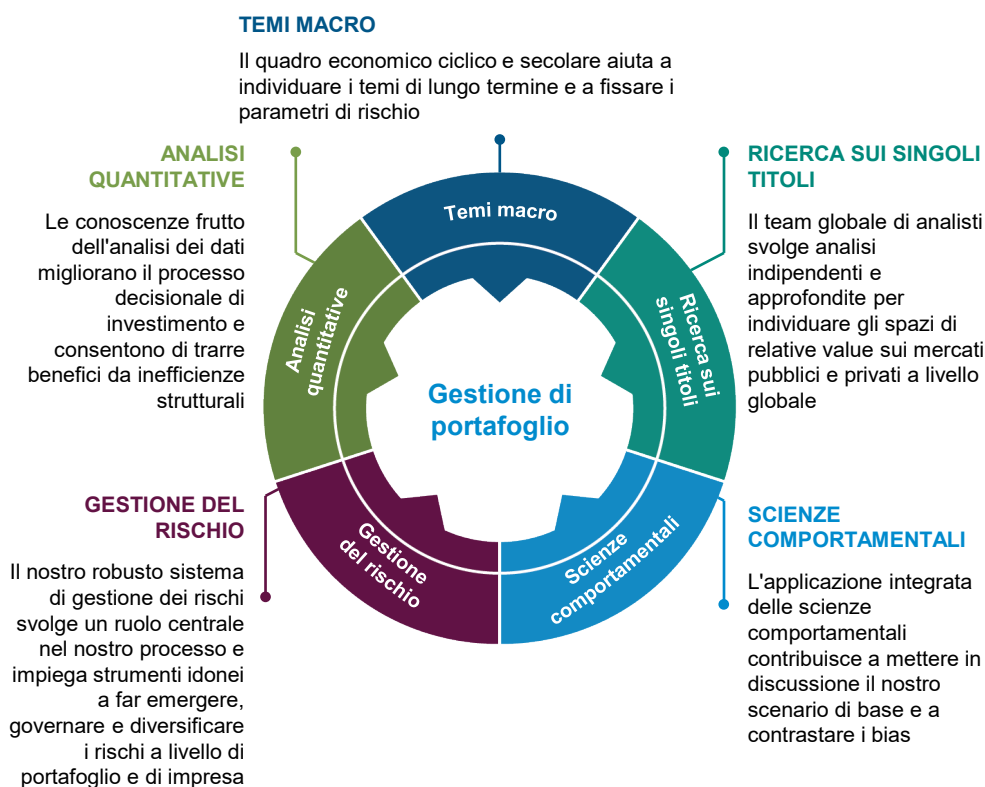 TEMI MACRO
Il quadro economico ciclico e secolare aiuta a
individuare i temi di lungo termine e a fissare i
parametri di rischio
ANALISI
QUANTITATIVE
Le conoscenze frutto
dell'analisi dei dati
migliorano il processo
decisionale di
investimento e
consentono di trarre
benefici da inefficienze
strutturali
RICERCA SUI SINGOLI
TITOLI
Il team globale di analisti
svolge analisi
indipendenti e
approfondite per
individuare gli spazi di
relative value sui mercati
pubblici e privati a livello
globale
Temi macro
Analisi
quantitative
Ricerca sui
singoli titoli
Gestione di
portafoglio
Gestione
del rischio
Scienze
comportamentali
GESTIONE DEL
RISCHIO
Il nostro robusto sistema
di gestione dei rischi
svolge un ruolo centrale
nel nostro processo e
impiega strumenti idonei
a far emergere,
governare e diversificare
i rischi a livello di
portafoglio e di impresa
SCIENZE
COMPORTAMENTALI
L'applicazione integrata
delle scienze
comportamentali
contribuisce a mettere in
discussione il nostro
scenario di base e a
contrastare i bias